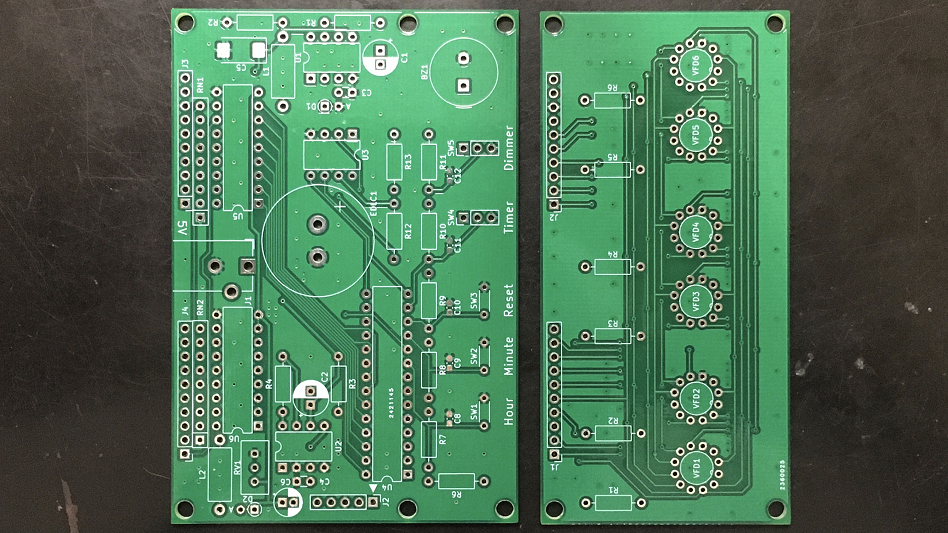 R2
R1
C5
L1
U1
C1
BZ1
J3
RN1
C3
D1
A
U3
R13
R11
SW5
C12
Dimmer
U5
5V
EDLC1
R12
R10
SW4
C11
Timer
J1
J4
RN2
R9
C10
SW3
Reset
R8
C9
SW2
Minute
R4
C2
R3
2421145
R7
C8
SW1
Hour
U6
L2
RV1
U2
C6
C4
D2
A
U4
J2
R6
VFD6
R6
VFD5
R5
J2
VFD4
R4
VFD3
R3
VFD2
R2
J1
VFD1
R1
2360025